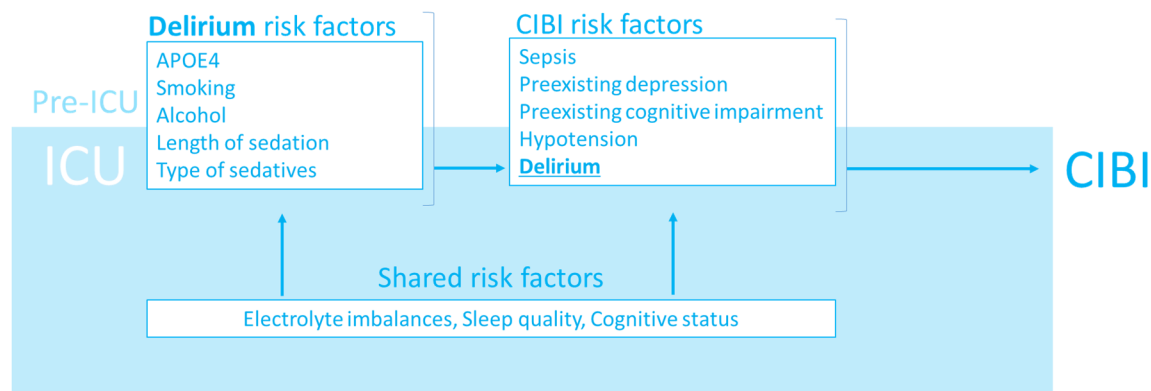 Delirium risk factors
APOE4
Smoking
Alcohol
Length of sedation
Type of sedatives
CIBI risk factors
Sepsis
Preexisting depression
Preexisting cognitive impairment
Hypotension
Delirium
Pre-ICU
ICU
CIBI
Shared risk factors
Electrolyte imbalances, Sleep quality, Cognitive status